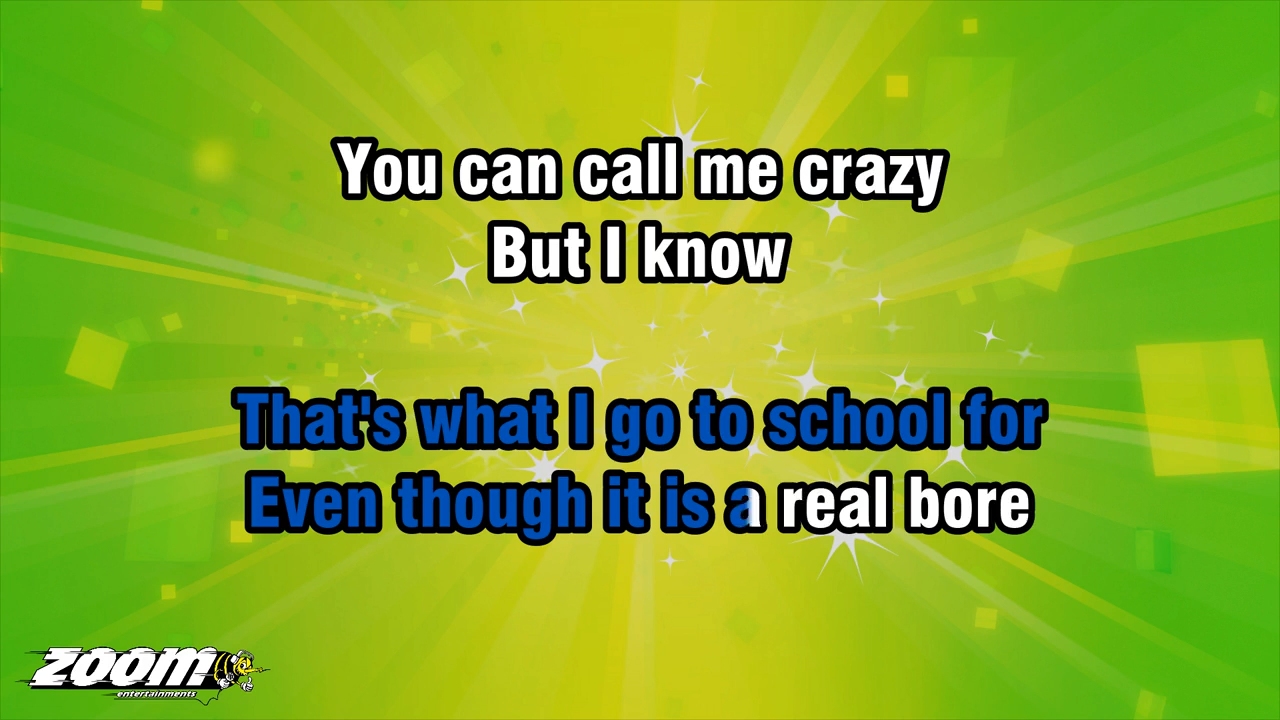 You can call me crazy
But I know
That's what I go to school for
Even though it is a real bore
zoom
entertainments